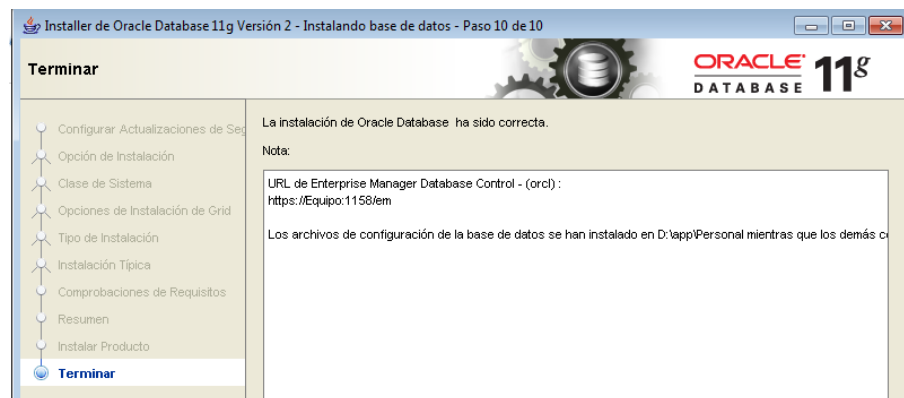 Installer de Oracle Database 11g Versión 2 - Instalando base de datos - Paso 10 de 10
Terminar
ORACLE 11g
DATABASE
Configurar Actualizaciones de Seg
Opción de Instalación
Clase de Sistema
Opciones de Instalación de Grid
Tipo de Instalación
Instalación Típica
Comprobaciones de Requisitos
Resumen
Instalar Producto
Terminar
La instalación de Oracle Database ha sido correcta.
Nota:
URL de Enterprise Manager Database Control - (orcl) :
https://Equipo:1158/em
Los archivos de configuración de la base de datos se han instalado en D:\app\Personal mientras que los demás c